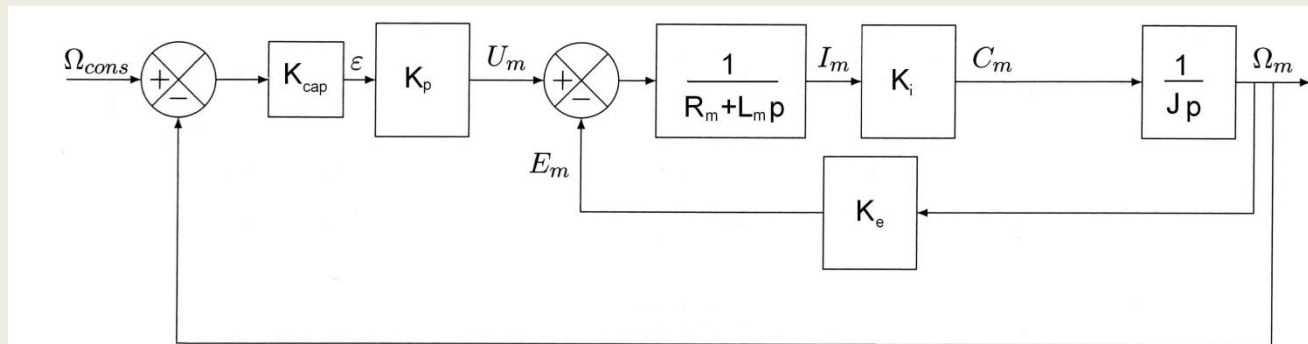 Ω_cons + − K_cap ε K_p U_m + − 1 / (R_m+L_m p) I_m K_i C_m 1 / (J p) Ω_m
E_m K_e